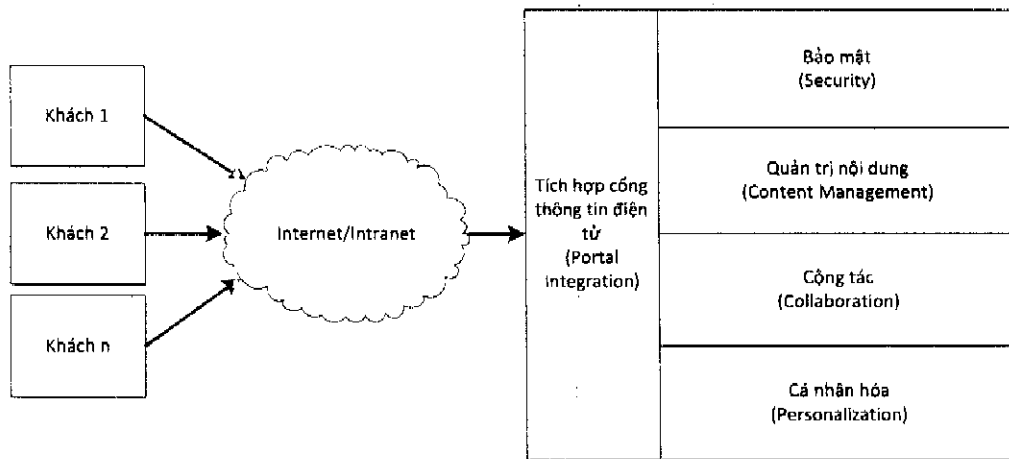 Khách 1
Khách 2
Khách n
Internet/Intranet
Tích hợp cổng
thông tin điện
tử
(Portal
Integration)
Bảo mật
(Security)
Quản trị nội dung
(Content Management)
Cộng tác
(Collaboration)
Cá nhân hóa
(Personalization)